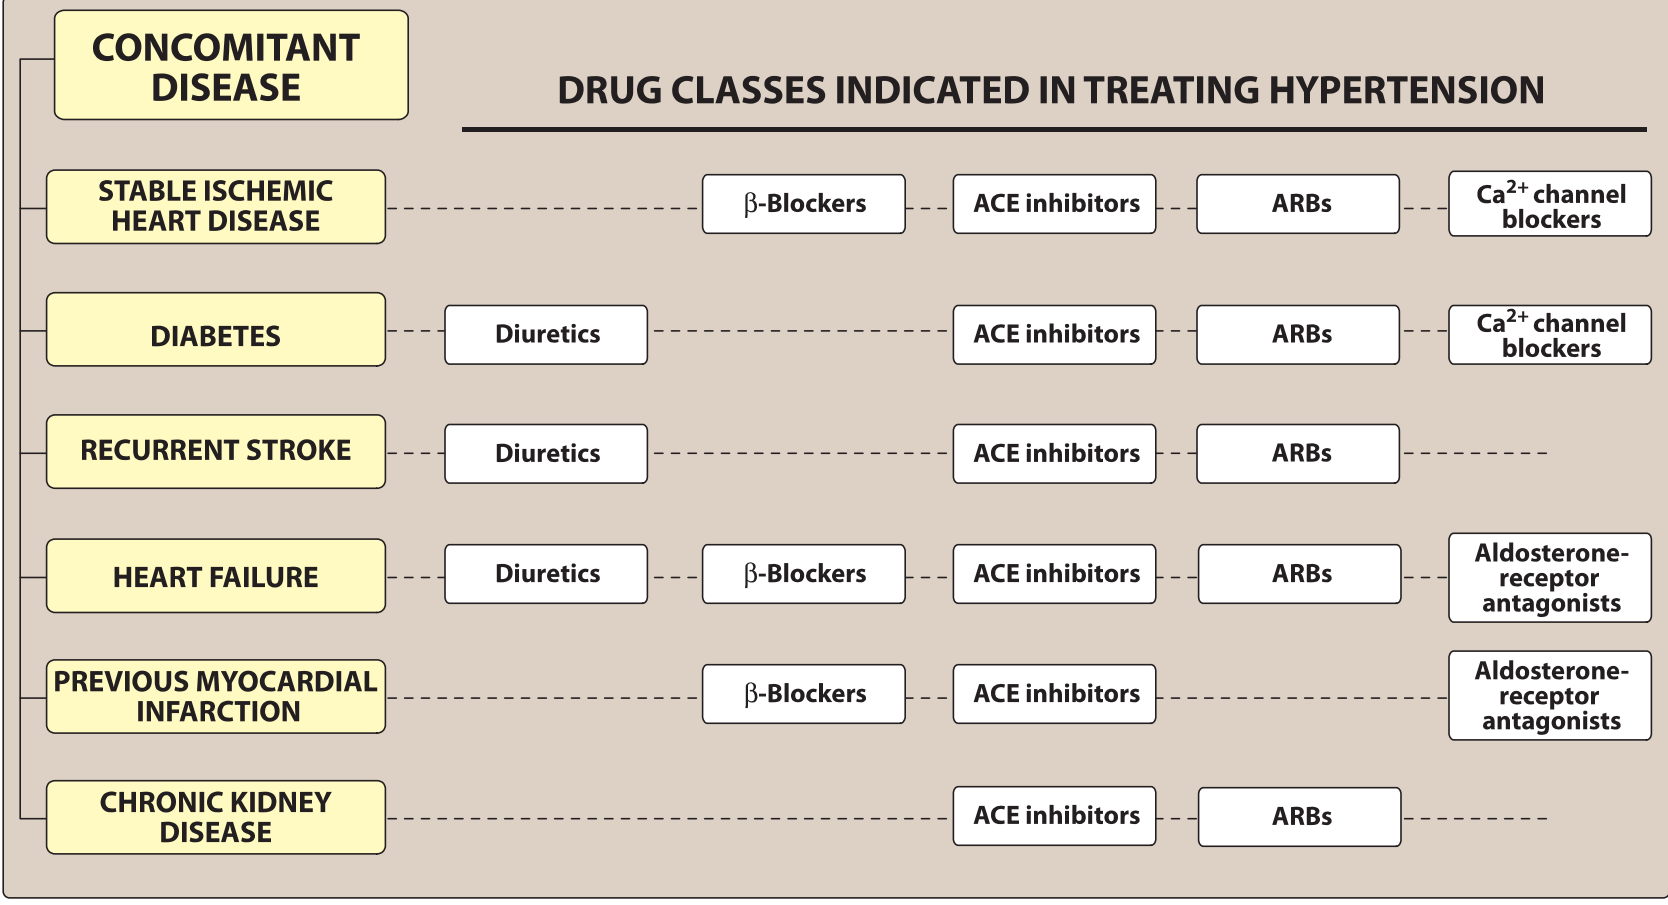 CONCOMITANT
DISEASE
DRUG CLASSES INDICATED IN TREATING HYPERTENSION
STABLE ISCHEMIC
HEART DISEASE
β-Blockers
ACE inhibitors
ARBs
Ca2+ channel
blockers
DIABETES
Diuretics
ACE inhibitors
ARBs
Ca2+ channel
blockers
RECURRENT STROKE
Diuretics
ACE inhibitors
ARBs
HEART FAILURE
Diuretics
β-Blockers
ACE inhibitors
ARBs
Aldosterone-
receptor
antagonists
PREVIOUS MYOCARDIAL
INFARCTION
β-Blockers
ACE inhibitors
Aldosterone-
receptor
antagonists
CHRONIC KIDNEY
DISEASE
ACE inhibitors
ARBs